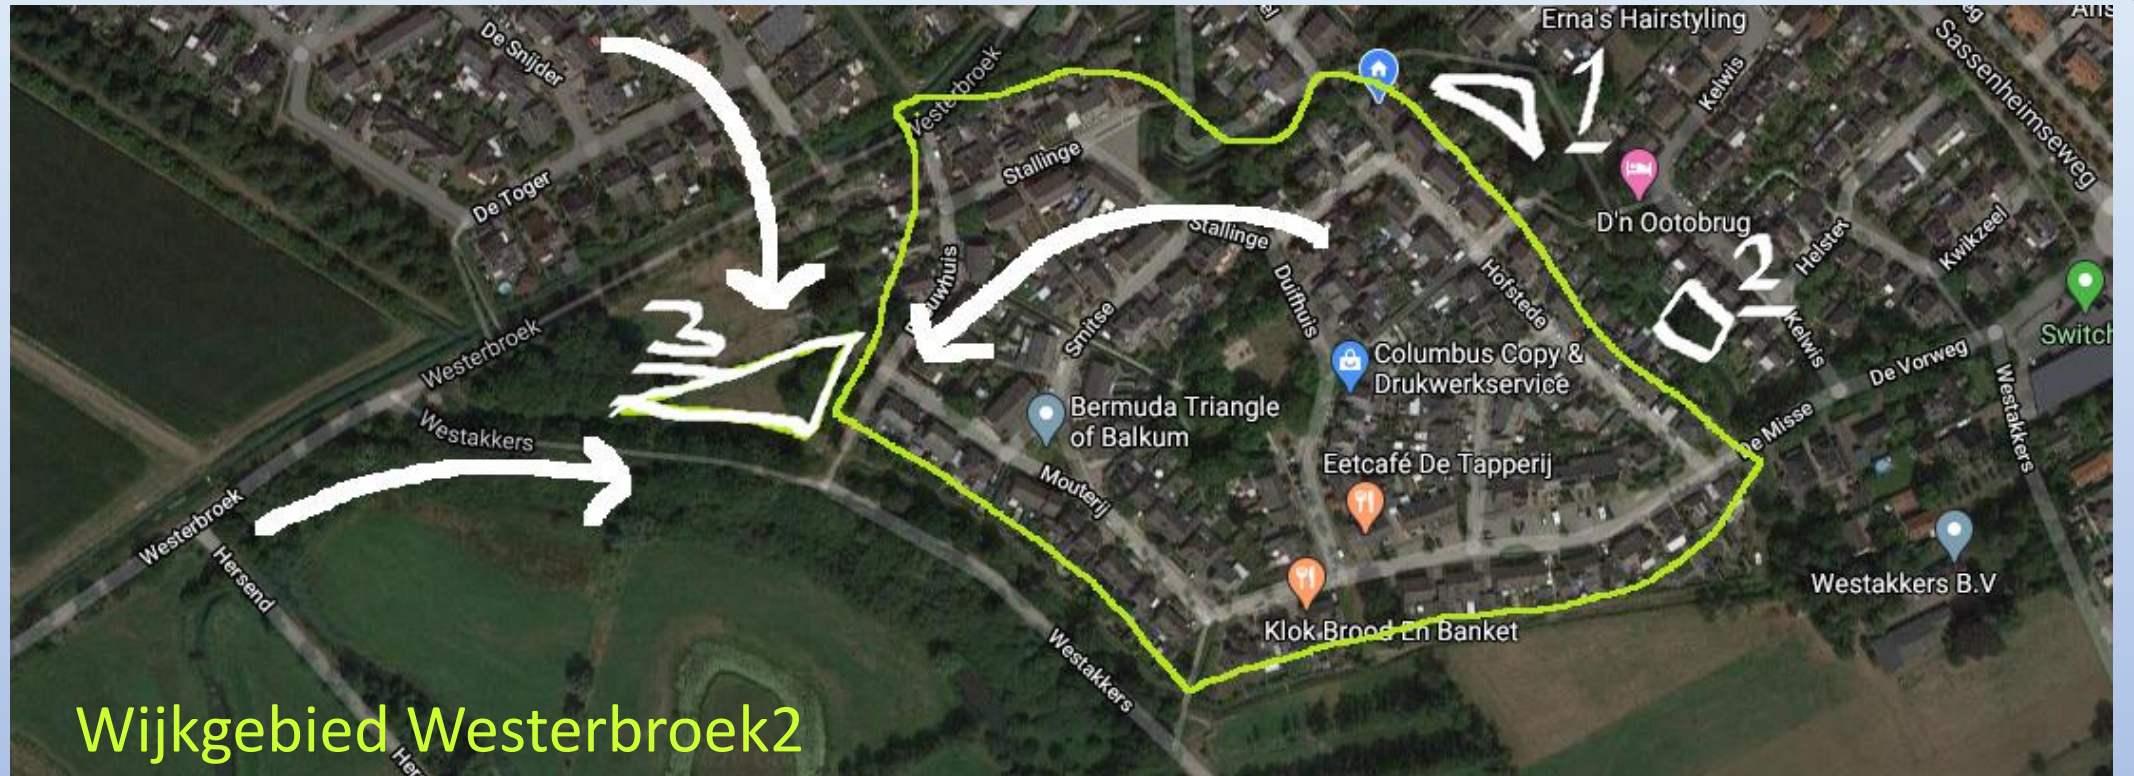 Erna's Hairstyling
De Snijder
Sassenheimseweg
Westerbroek
Kelwis
1
Stallinge
De Toger
D'n Ootobrug
Stallinge
Kwikzeel
2
Hofstede
Duifhuis
Smitse
3
Kelwis
Switch
Westerbroek
Columbus Copy &
Drukwerkservice
De Vorweg
Westakkers
Bermuda Triangle
of Balkum
Westakkers
De Misse
Eetcafé De Tapperij
Mouterij
Westerbroek
Hersend
Westakkers B.V
Klok Brood En Banket
Westakkers
Wijkgebied Westerbroek2